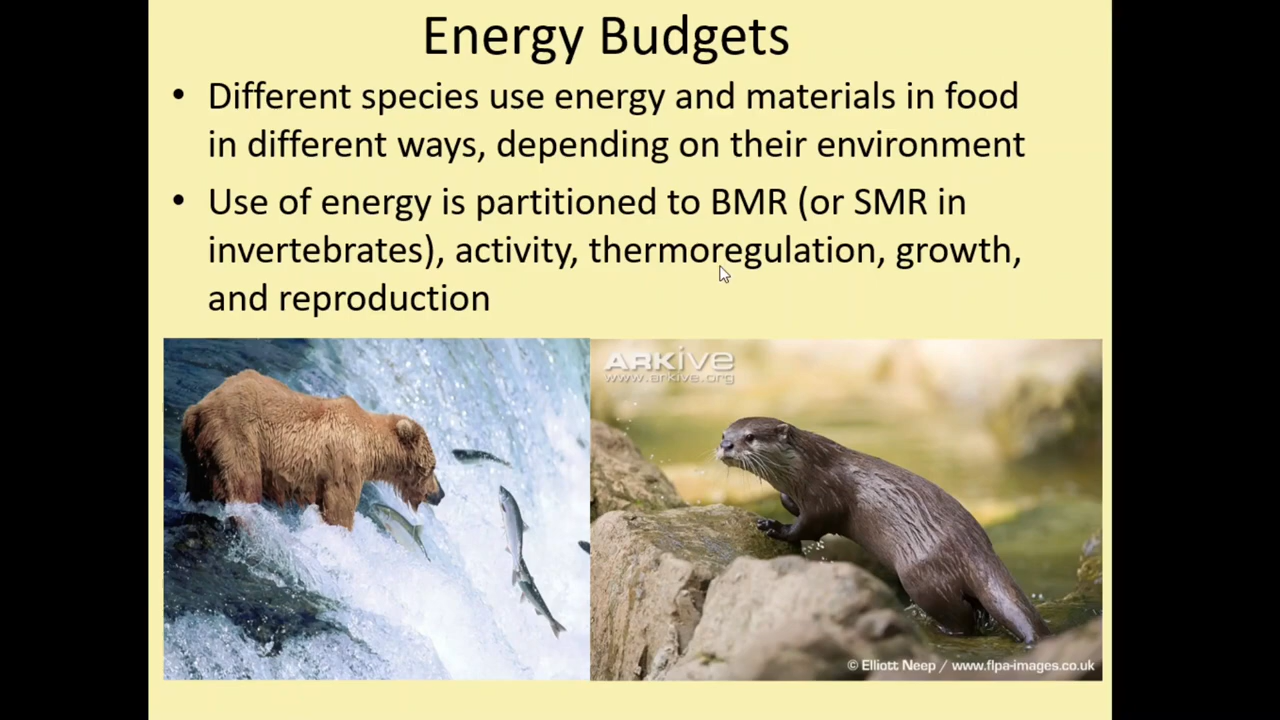 Energy Budgets
• Different species use energy and materials in food
in different ways, depending on their environment
• Use of energy is partitioned to BMR (or SMR in
invertebrates), activity, thermoregulation, growth,
and reproduction
ARKive
www.arkive.org
© Elliott Neep / www.flpa-images.co.uk